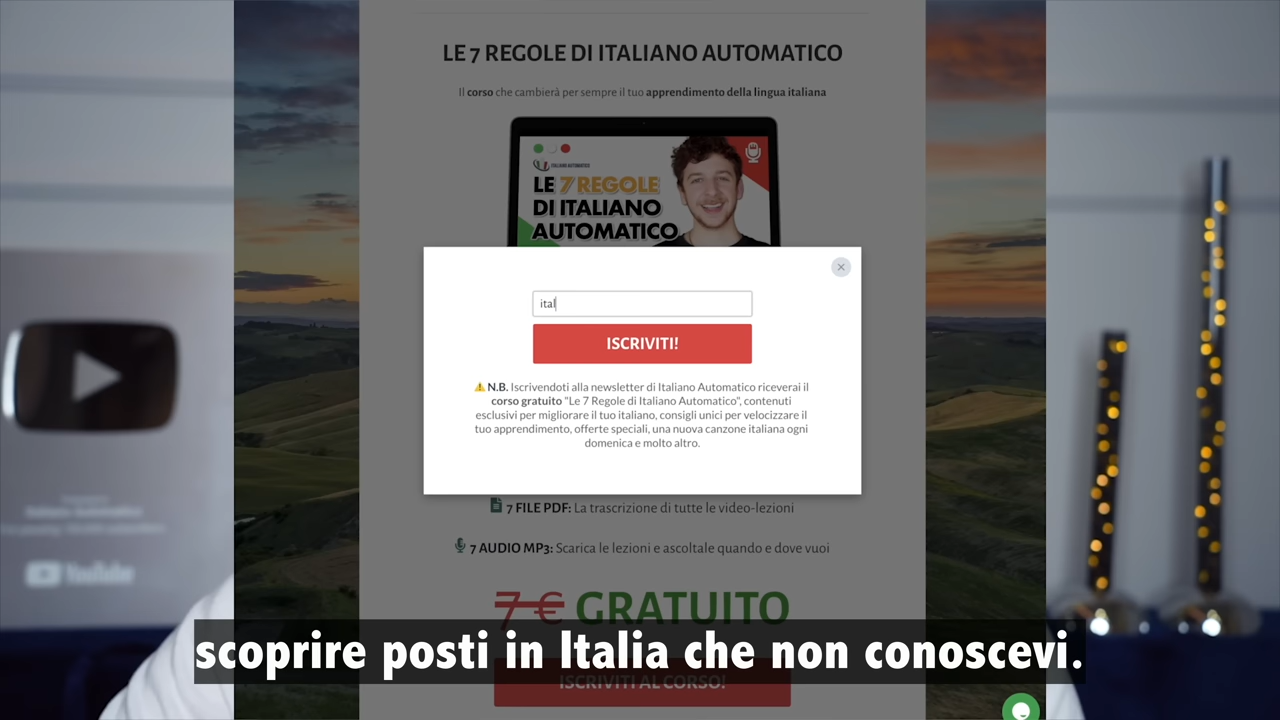 LE 7 REGOLE DI ITALIANO AUTOMATICO
Il corso che cambierà per sempre il tuo apprendimento della lingua italiana
ITALIANO AUTOMATICO
LE 7 REGOLE
DI ITALIANO
AUTOMATICO
ital
ISCRIVITI!
⚠️ N.B. Iscrivendoti alla newsletter di Italiano Automatico riceverai il
corso gratuito "Le 7 Regole di Italiano Automatico", contenuti
esclusivi per migliorare il tuo italiano, consigli unici per velocizzare il
tuo apprendimento, offerte speciali, una nuova canzone italiana ogni
domenica e molto altro.
7 FILE PDF: La trascrizione di tutte le video-lezioni
7 AUDIO MP3: Scarica le lezioni e ascoltale quando e dove vuoi
7 € GRATUITO
scoprire posti in Italia che non conoscevi.
ISCRIVITI AL CORSO!
YouTube